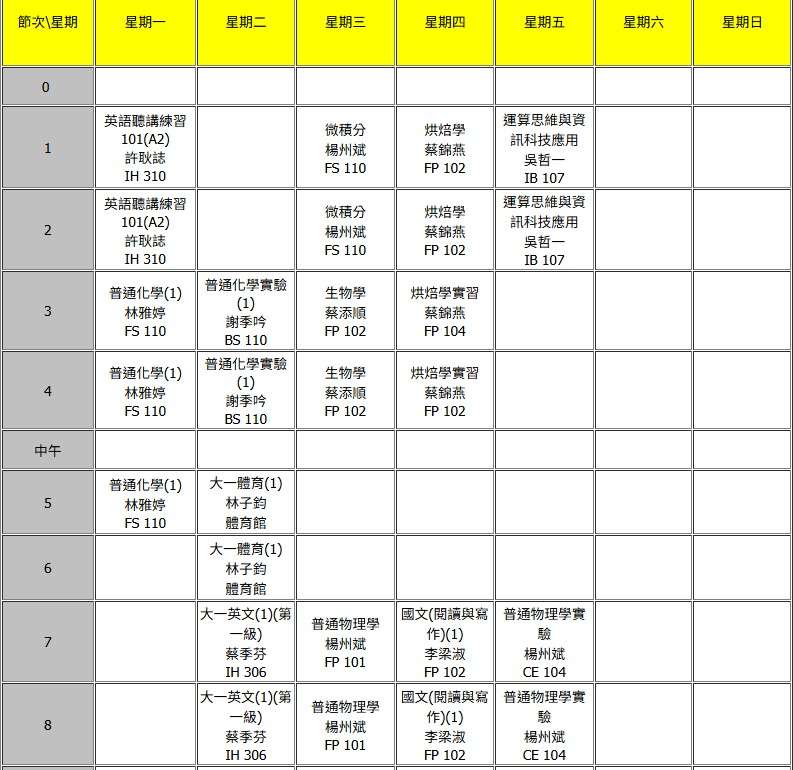 節次\星期 星期一 星期二 星期三 星期四 星期五 星期六 星期日
0
1
英語聽講練習
101(A2)
許耿誌
IH 310
微積分
楊州斌
FS 110
烘焙學
蔡錦燕
FP 102
運算思維與資
訊科技應用
吳哲一
IB 107
2
英語聽講練習
101(A2)
許耿誌
IH 310
微積分
楊州斌
FS 110
烘焙學
蔡錦燕
FP 102
運算思維與資
訊科技應用
吳哲一
IB 107
3
普通化學(1)
林雅婷
FS 110
普通化學實驗
(1)
謝季吟
BS 110
生物學
蔡添順
FP 102
烘焙學實習
蔡錦燕
FP 104
4
普通化學(1)
林雅婷
FS 110
普通化學實驗
(1)
謝季吟
BS 110
生物學
蔡添順
FP 102
烘焙學實習
蔡錦燕
FP 102
中午
5
普通化學(1)
林雅婷
FS 110
大一體育(1)
林子鈞
體育館
6
大一體育(1)
林子鈞
體育館
7
大一英文(1)(第
一級)
蔡季芬
IH 306
普通物理學
楊州斌
FP 101
國文(閱讀與寫
作)(1)
李梁淑
FP 102
普通物理學實
驗
楊州斌
CE 104
8
大一英文(1)(第
一級)
蔡季芬
IH 306
普通物理學
楊州斌
FP 101
國文(閱讀與寫
作)(1)
李梁淑
FP 102
普通物理學實
驗
楊州斌
CE 104